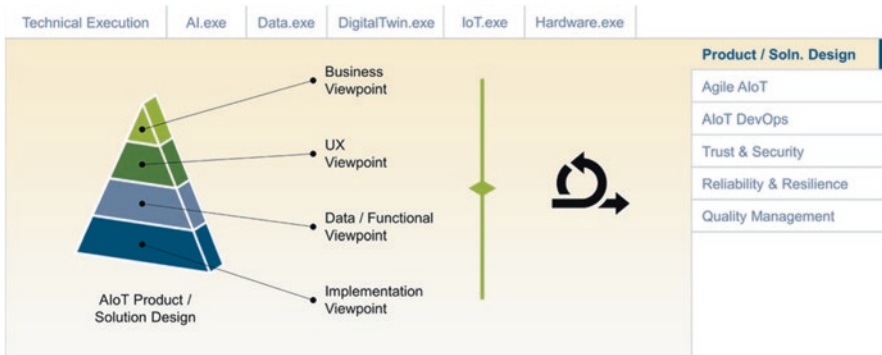 Technical Execution
AI.exe
Data.exe
DigitalTwin.exe
IoT.exe
Hardware.exe
Business
Viewpoint
UX
Viewpoint
Data / Functional
Viewpoint
Implementation
Viewpoint
AIoT Product /
Solution Design
Product / Soln. Design
Agile AIoT
AIoT DevOps
Trust & Security
Reliability & Resilience
Quality Management